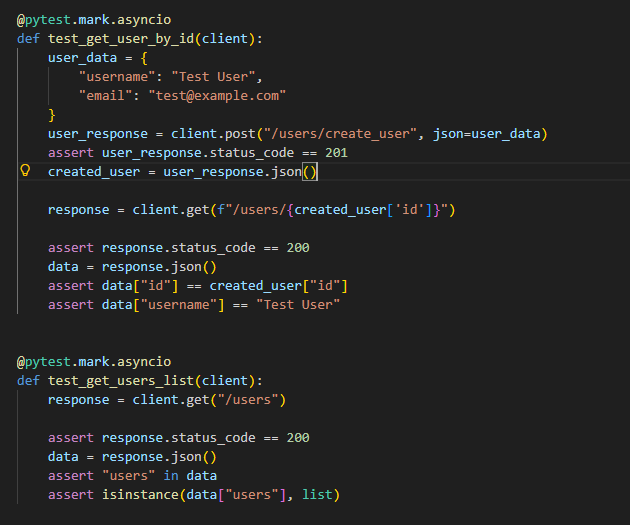 @pytest.mark.asyncio
def test_get_user_by_id(client):
    user_data = {
        "username": "Test User",
        "email": "test@example.com"
    }
    user_response = client.post("/users/create_user", json=user_data)
    assert user_response.status_code == 201
    created_user = user_response.json()
    response = client.get(f"/users/{created_user['id']}")
    assert response.status_code == 200
    data = response.json()
    assert data["id"] == created_user["id"]
    assert data["username"] == "Test User"
@pytest.mark.asyncio
def test_get_users_list(client):
    response = client.get("/users")
    assert response.status_code == 200
    data = response.json()
    assert "users" in data
    assert isinstance(data["users"], list)